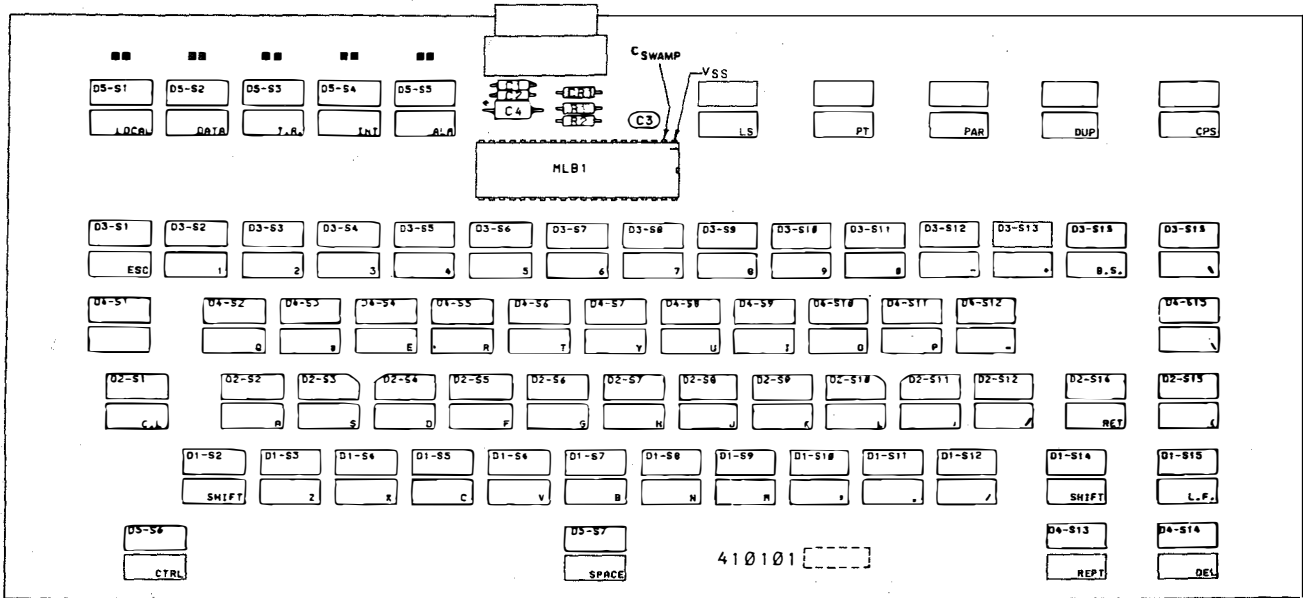 C SWAMP
VSS
D5-S1 D5-S2 D5-S3 D5-S4 D5-S5 C1 CR1
C2
C4 R1
R2 C3
LOCAL DATA T.R. INT ALM LS PT PAR DUP CPS
MLB1
D3-S1 D3-S2 D3-S3 D3-S4 D3-S5 D3-S6 D3-S7 D3-S8 D3-S9 D3-S10 D3-S11 D3-S12 D3-S13 D3-S15
ESC 1 2 3 4 5 6 7 8 9 0 - B.S.
D4-S1 D4-S2 D4-S3 D4-S4 D4-S5 D4-S6 D4-S7 D4-S8 D4-S9 D4-S10 D4-S11 D4-S12 D4-S15
Q E R T Y U I O P \
D2-S1 D2-S2 D2-S3 D2-S4 D2-S5 D2-S6 D2-S7 D2-S8 D2-S9 D2-S10 D2-S11 D2-S12 D2-S14 D2-S13
C.L A S D F G H J K L RET
D1-S2 D1-S3 D1-S4 D1-S5 D1-S6 D1-S7 D1-S8 D1-S9 D1-S10 D1-S11 D1-S12 D1-S14 D1-S15
SHIFT Z X C V B N M , . / SHIFT L.F.
D5-S6 D5-S7 D4-S13 D4-S14
CTRL SPACE 410101 REPT DEL